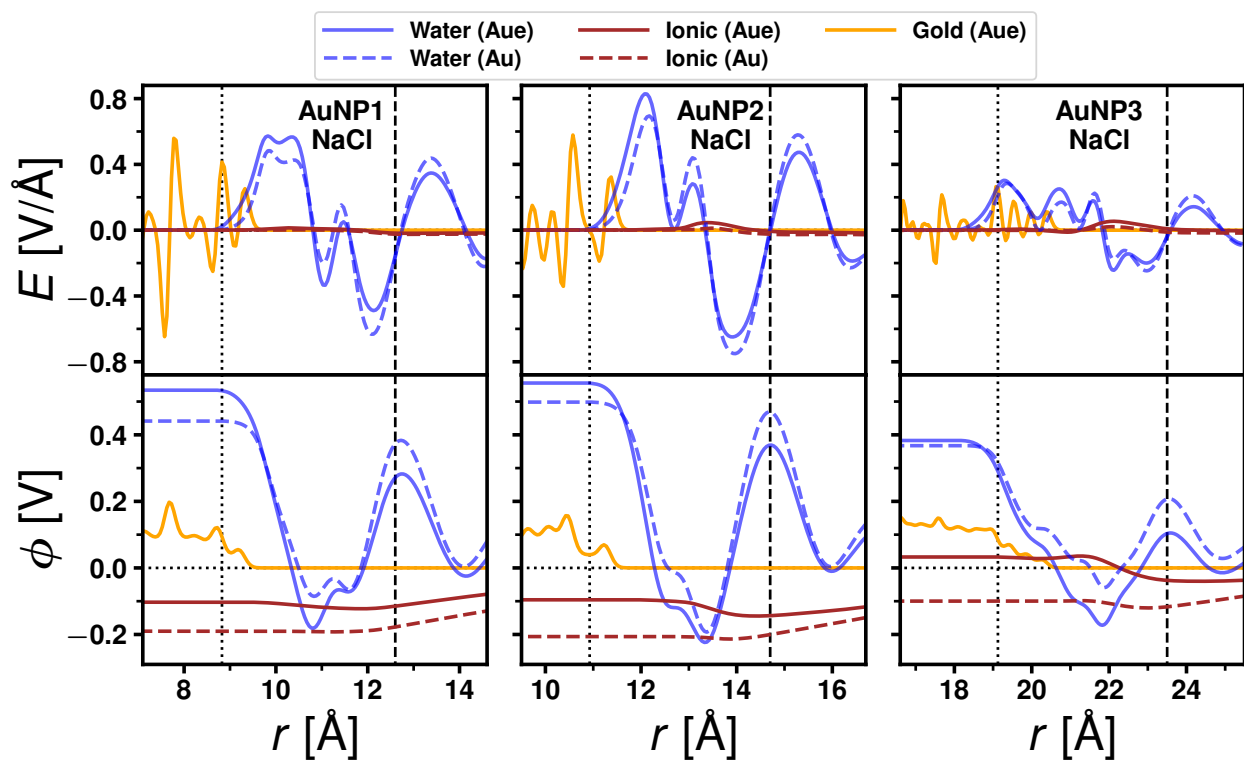 Water (Aue) Ionic (Aue) Gold (Aue)
Water (Au) Ionic (Au)
AuNP1
NaCl
AuNP2
NaCl
AuNP3
NaCl
E [V/Å]
0.8
0.4
0.0
−0.4
−0.8
ϕ [V]
0.4
0.2
0.0
−0.2
8 10 12 14
10 12 14 16
18 20 22 24
r [Å]
r [Å]
r [Å]